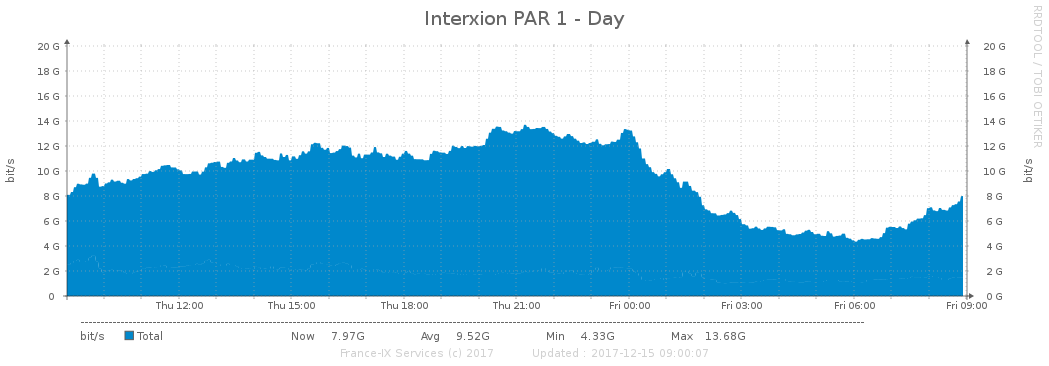 Interxion PAR 1 - Day
RRDTOOL / TOBI OETIKER
bit/s
20 G 20 G
18 G 18 G
16 G 16 G
14 G 14 G
12 G 12 G
10 G 10 G
8 G 8 G
6 G 6 G
4 G 4 G
2 G 2 G
0 0 G
bit/s
Thu 12:00 Thu 15:00 Thu 18:00 Thu 21:00 Fri 00:00 Fri 03:00 Fri 06:00 Fri 09:00
bit/s Total Now 7.97G Avg 9.52G Min 4.33G Max 13.68G
France-IX Services (c) 2017 Updated : 2017-12-15 09:00:07